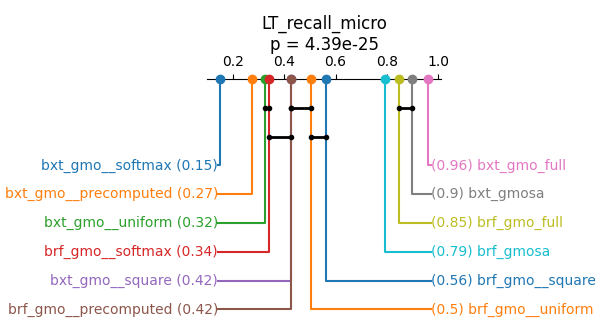 LT_recall_micro
p = 4.39e-25
0.2 0.4 0.6 0.8 1.0
bxt_gmo__softmax (0.15)
(0.96) bxt_gmo_full
bxt_gmo__precomputed (0.27)
(0.9) bxt_gmosa
bxt_gmo__uniform (0.32)
(0.85) brf_gmo_full
brf_gmo__softmax (0.34)
(0.79) brf_gmosa
bxt_gmo__square (0.42)
(0.56) brf_gmo__square
brf_gmo__precomputed (0.42)
(0.5) brf_gmo__uniform